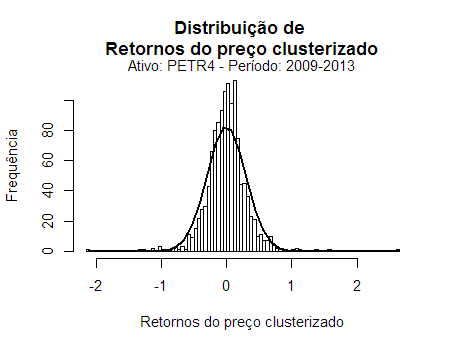 Distribuição de
Retornos do preço clusterizado
Ativo: PETR4 - Período: 2009-2013
Frequência
80
60
40
20
0
-2 -1 0 1 2
Retornos do preço clusterizado